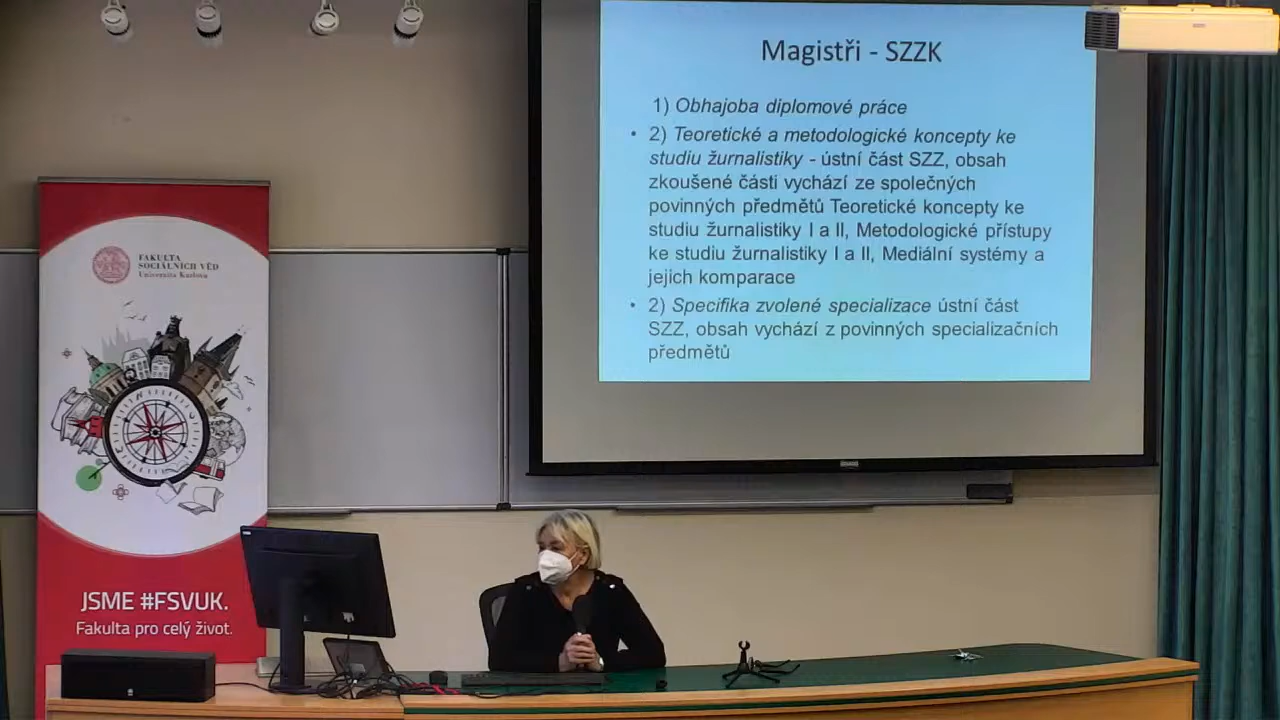 Magistři - SZZK
1) Obhajoba diplomové práce
• 2) Teoretické a metodologické koncepty ke
studiu žurnalistiky - ústní část SZZ, obsah
zkoušené části vychází ze společných
povinných předmětů Teoretické koncepty ke
studiu žurnalistiky I a II, Metodologické přístupy
ke studiu žurnalistiky I a II, Mediální systémy a
jejich komparace
• 2) Specifika zvolené specializace ústní část
SZZ, obsah vychází z povinných specializačních
předmětů
FAKULTA
SOCIÁLNÍCH VĚD
Univerzita Karlova
JSME #FSVUK.
Fakulta pro celý život.